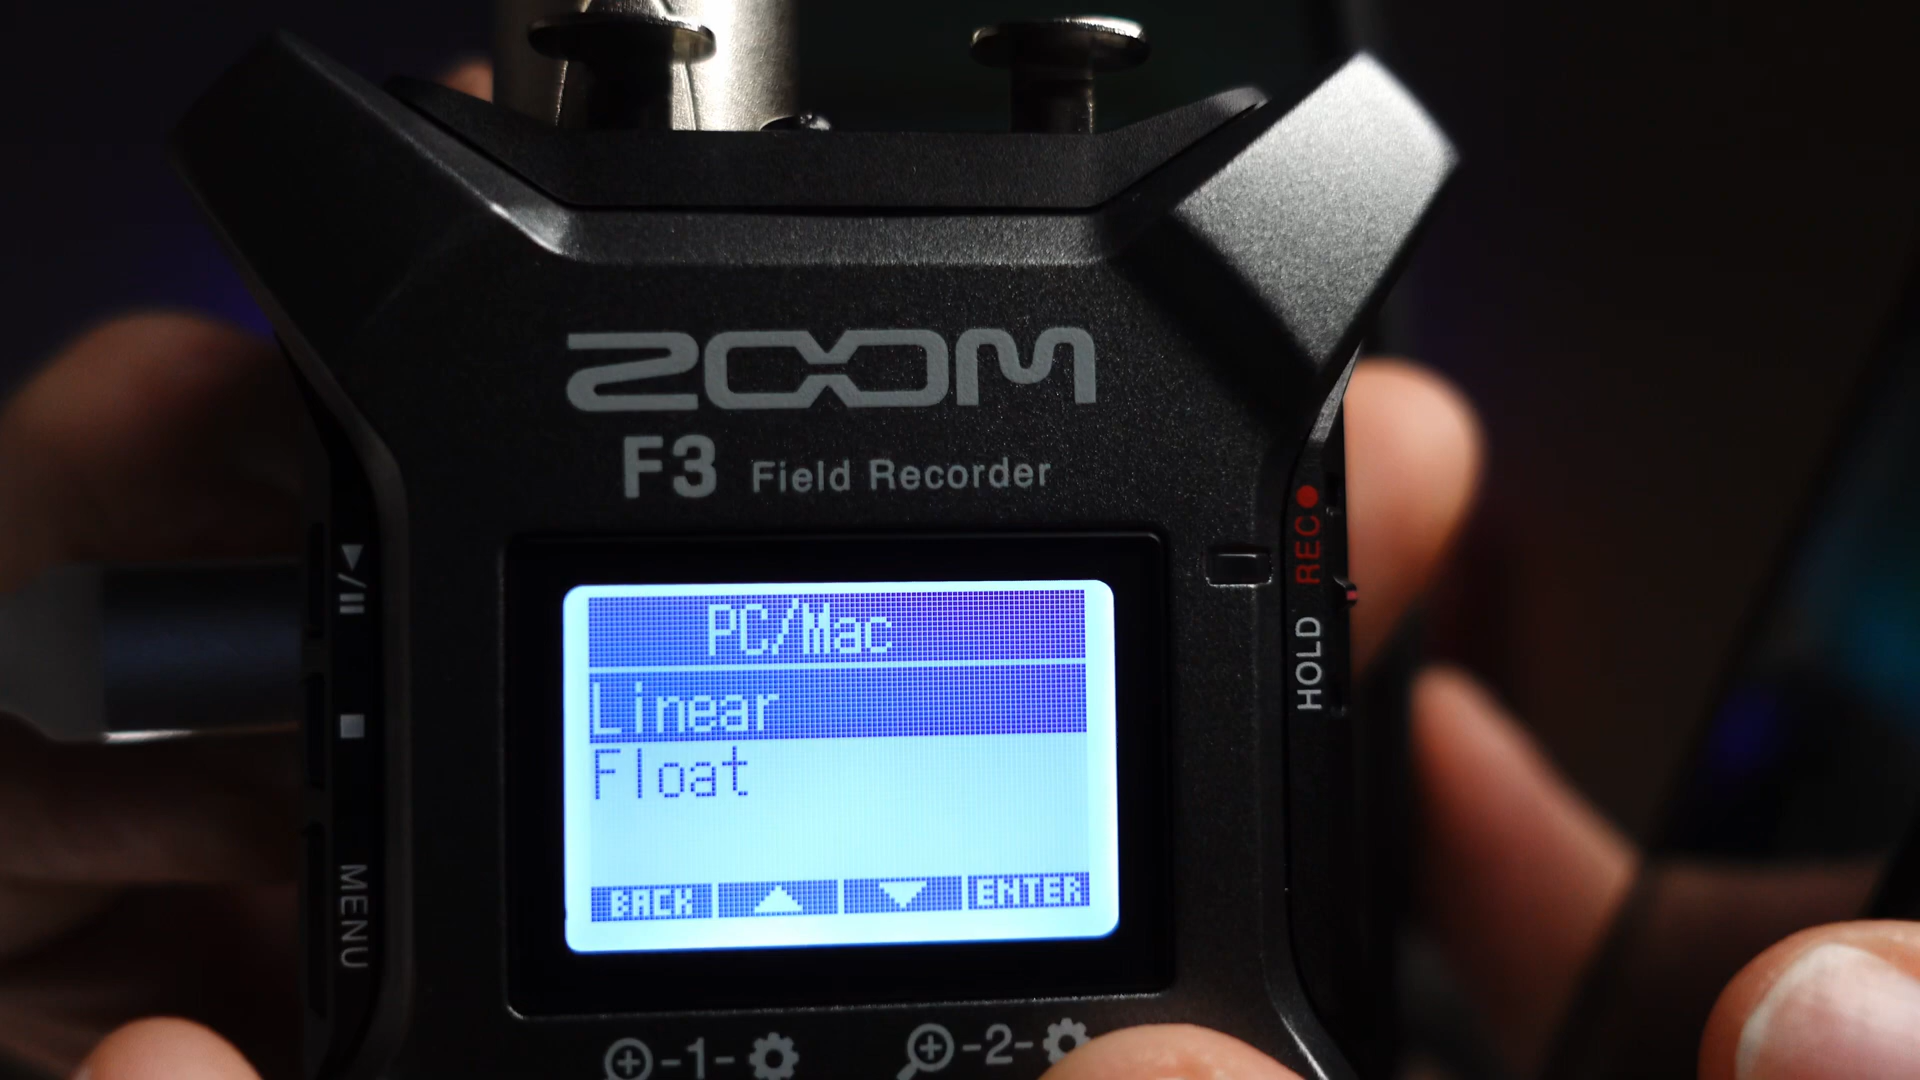 ZOOM
F3 Field Recorder
REC
HOLD
MENU
PC/Mac
Linear
Float
BACK ENTER
-1- -2-